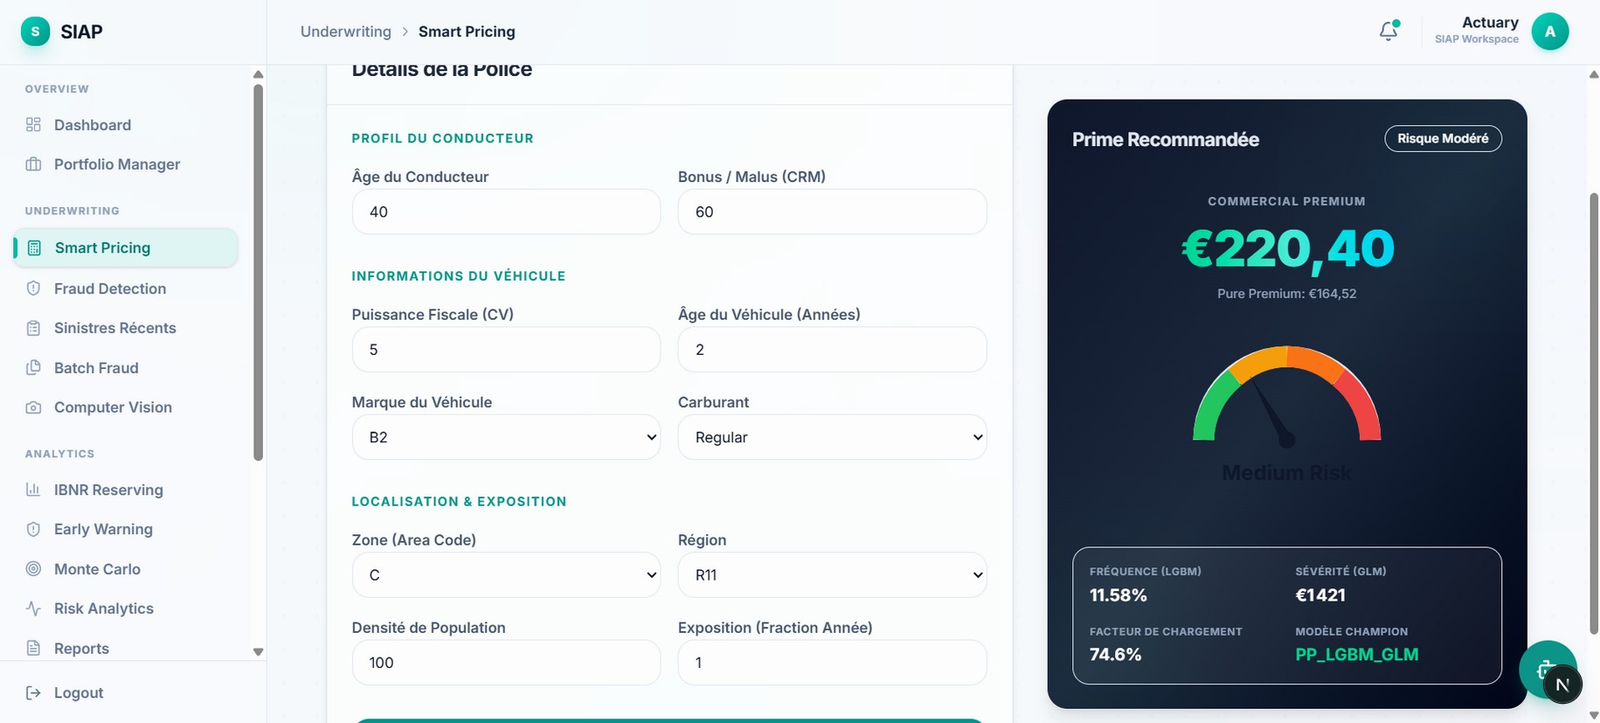 S SIAP
OVERVIEW
Dashboard
Portfolio Manager
UNDERWRITING
Smart Pricing
Fraud Detection
Sinistres Récents
Batch Fraud
Computer Vision
ANALYTICS
IBNR Reserving
Early Warning
Monte Carlo
Risk Analytics
Reports
Logout
Underwriting > Smart Pricing
Actuary
SIAP Workspace
A
Détails de la Police
PROFIL DU CONDUCTEUR
Âge du Conducteur
40
Bonus / Malus (CRM)
60
INFORMATIONS DU VÉHICULE
Puissance Fiscale (CV)
5
Âge du Véhicule (Années)
2
Marque du Véhicule
B2
Carburant
Regular
LOCALISATION & EXPOSITION
Zone (Area Code)
C
Région
R11
Densité de Population
100
Exposition (Fraction Année)
1
Prime Recommandée
Risque Modéré
COMMERCIAL PREMIUM
€220,40
Pure Premium: €164,52
Medium Risk
FRÉQUENCE (LGBM)
11.58%
SÉVÉRITÉ (GLM)
€1 421
FACTEUR DE CHARGEMENT
74.6%
MODÈLE CHAMPION
PP_LGBM_GLM
N